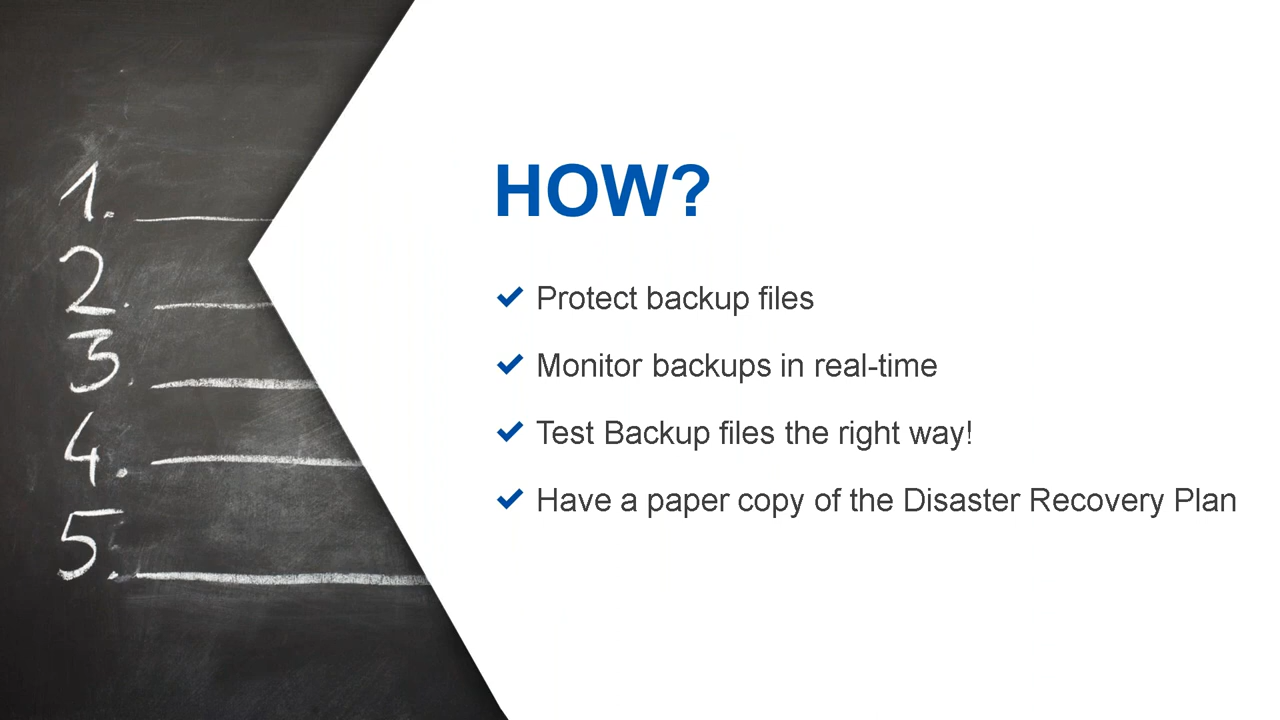 1.
2.
3.
4.
5.
HOW?
Protect backup files
Monitor backups in real-time
Test Backup files the right way!
Have a paper copy of the Disaster Recovery Plan